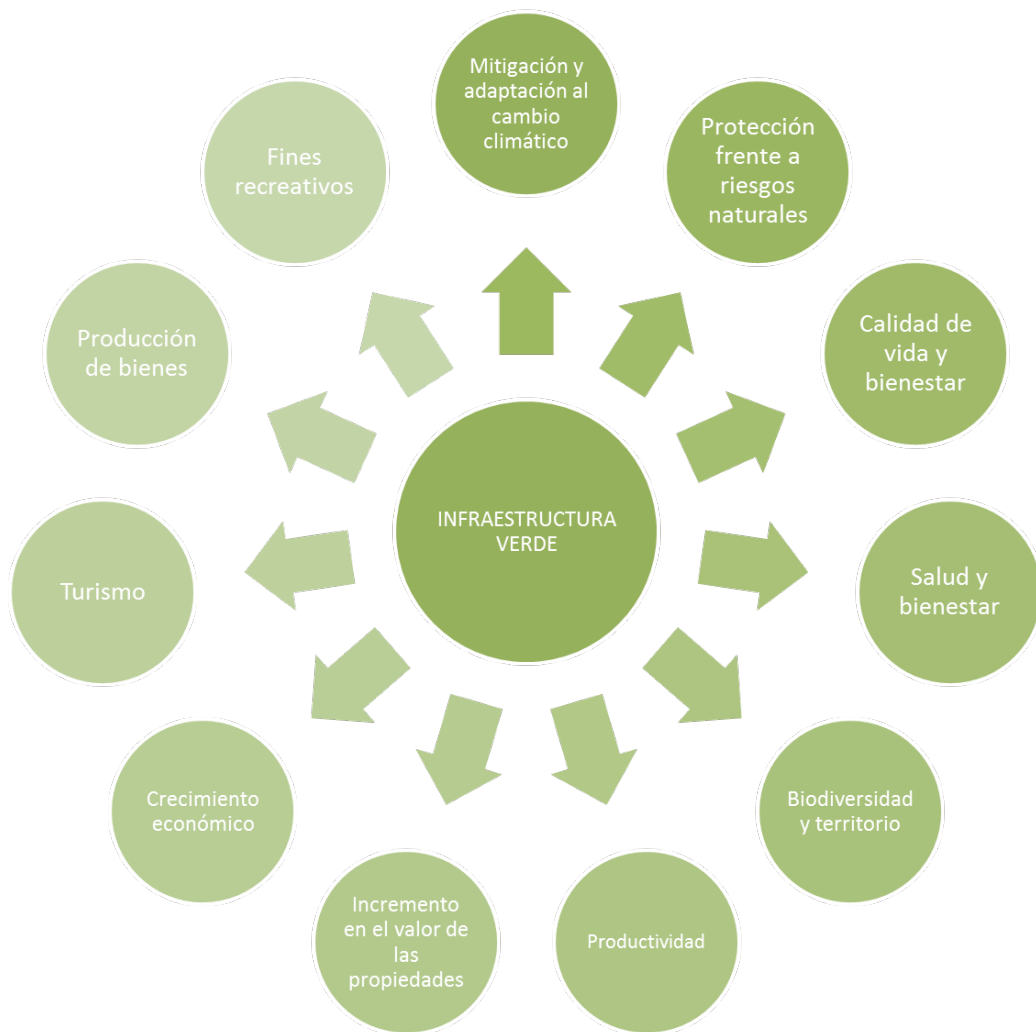 Mitigación y
adaptación al
cambio
climático
Protección
frente a
riesgos
naturales
Calidad de
vida y
bienestar
Salud y
bienestar
Biodiversidad
y territorio
Productividad
Incremento
en el valor de
las
propiedades
Crecimiento
económico
Turismo
Producción
de bienes
Fines
recreativos
INFRAESTRUCTURA
VERDE